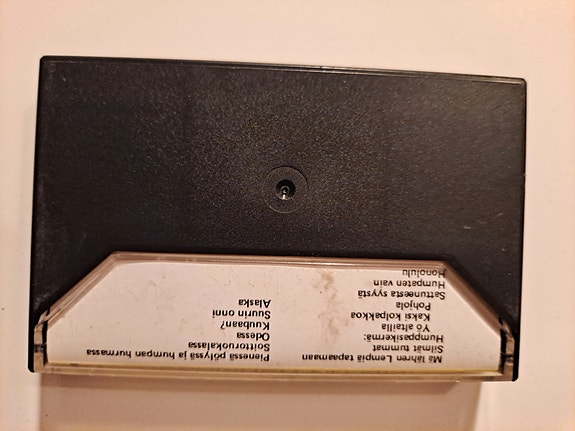 Mä lähren Lempiä tapaamaan
Silmät tummat
Humppasikermä:
Yö altailla
Kaksi kolpakkoa
Pohjola
Sattuneesta syystä
Humpaten vain
Honolulu
Pienessä pölyssä ja humpan hurmassa
Soittoruokalassa
Odessa
Kuubaan?
Suurin onni
Alaska